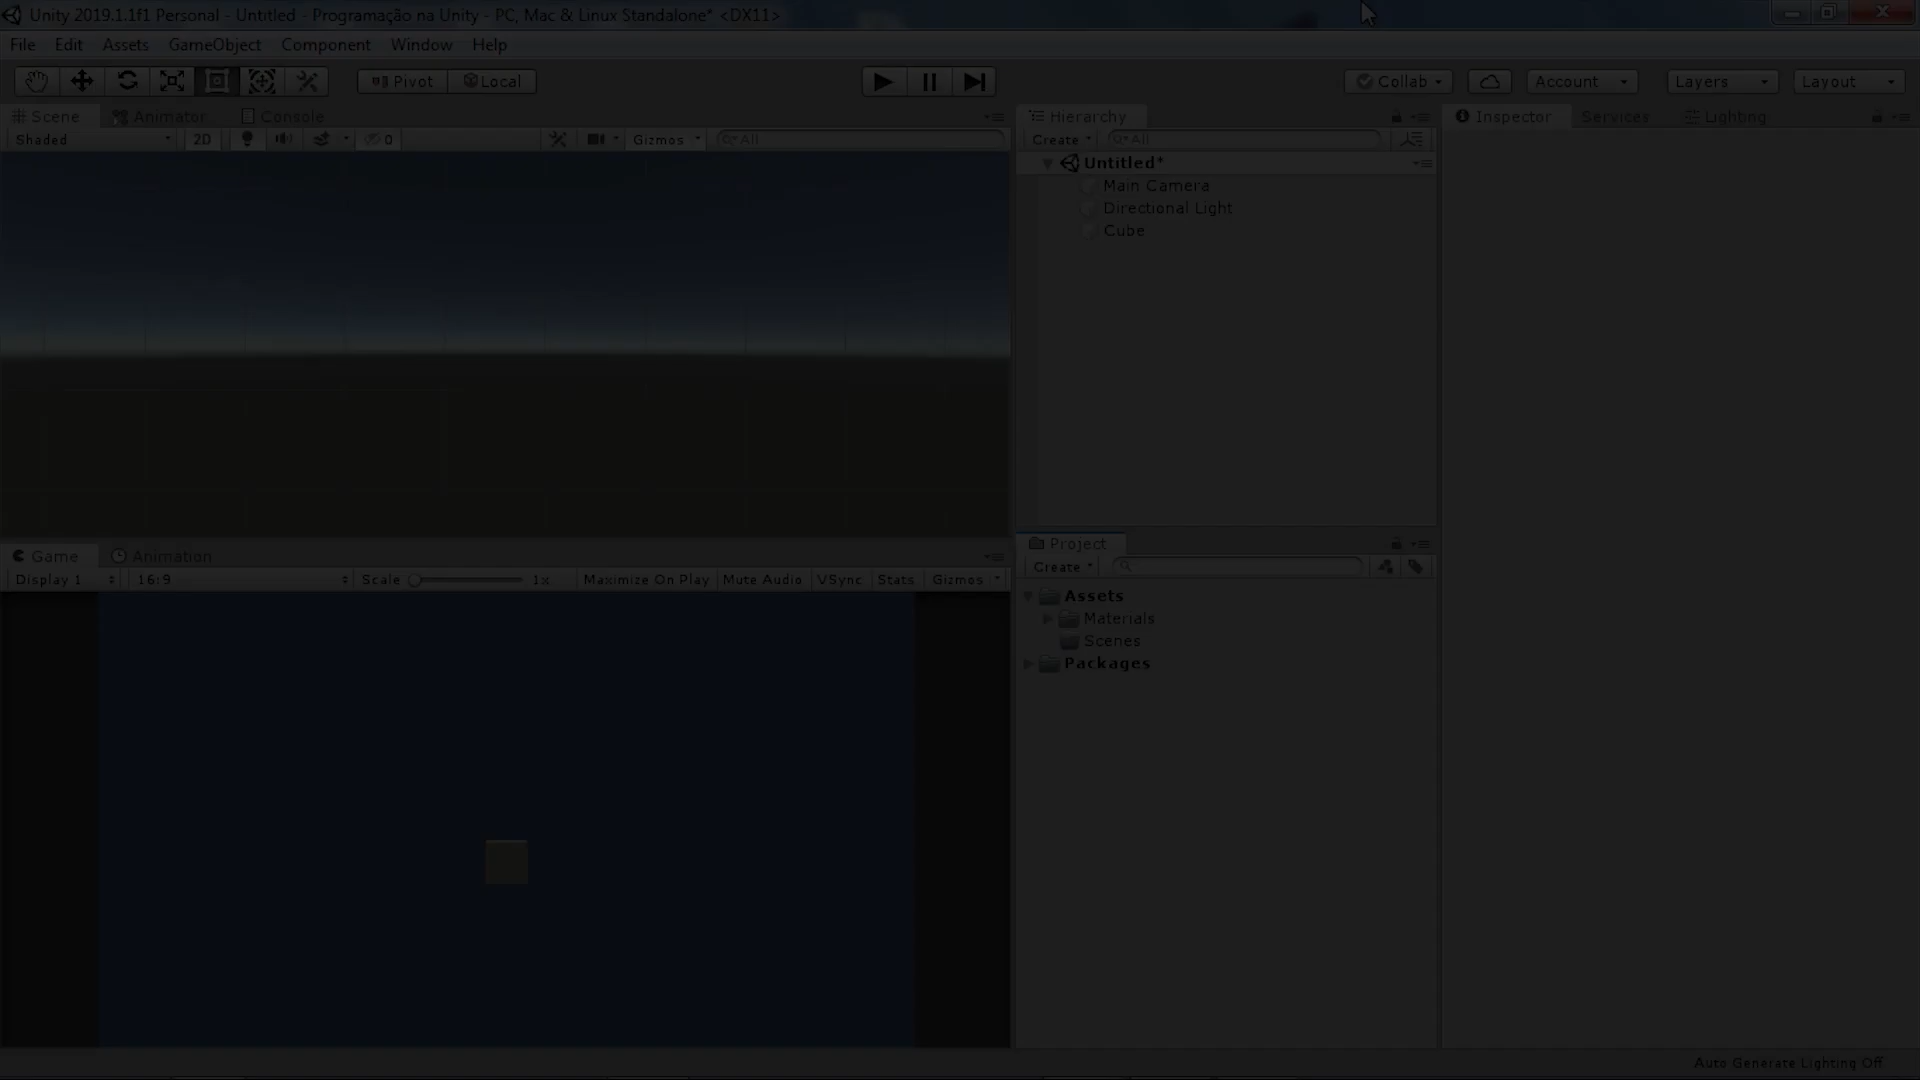 Unity 2019.1.1f1 Personal - Untitled - Programação na Unity - PC, Mac & Linux Standalone* <DX11>
File Edit Assets GameObject Component Window Help
Pivot Local Collab Account Layers Layout
Scene Animator Console
Shaded 2D 0 Gizmos All
Hierarchy
Create All
Untitled*
Main Camera
Directional Light
Cube
Inspector Services Lighting
Game Animation
Display 1 16:9 Scale 1x Maximize On Play Mute Audio VSync Stats Gizmos
Project
Create
Assets
Materials
Scenes
Packages
Auto Generate Lighting Off